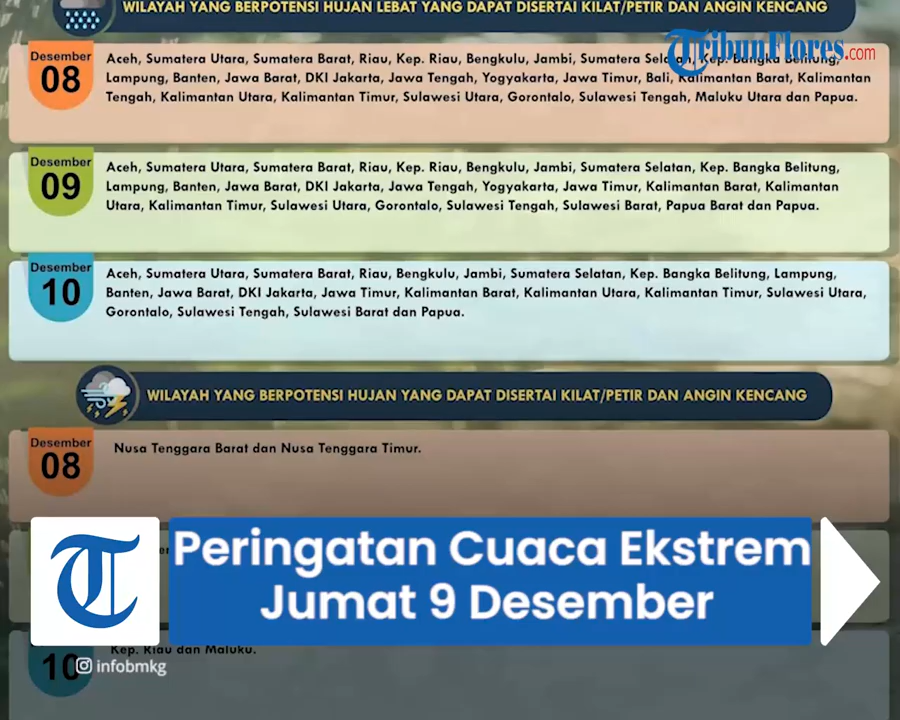 WILAYAH YANG BERPOTENSI HUJAN LEBAT YANG DAPAT DISERTAI KILAT/PETIR DAN ANGIN KENCANG
TribunFlores.com
Desember
08
Aceh, Sumatera Utara, Sumatera Barat, Riau, Kep. Riau, Bengkulu, Jambi, Sumatera Selatan, Kep. Bangka Belitung,
Lampung, Banten, Jawa Barat, DKI Jakarta, Jawa Tengah, Yogyakarta, Jawa Timur, Bali, Kalimantan Barat, Kalimantan
Tengah, Kalimantan Utara, Kalimantan Timur, Sulawesi Utara, Gorontalo, Sulawesi Tengah, Maluku Utara dan Papua.
Desember
09
Aceh, Sumatera Utara, Sumatera Barat, Riau, Kep. Riau, Bengkulu, Jambi, Sumatera Selatan, Kep. Bangka Belitung,
Lampung, Banten, Jawa Barat, DKI Jakarta, Jawa Tengah, Yogyakarta, Jawa Timur, Kalimantan Barat, Kalimantan
Utara, Kalimantan Timur, Sulawesi Utara, Gorontalo, Sulawesi Tengah, Sulawesi Barat, Papua Barat dan Papua.
Desember
10
Aceh, Sumatera Utara, Sumatera Barat, Riau, Bengkulu, Jambi, Sumatera Selatan, Kep. Bangka Belitung, Lampung,
Banten, Jawa Barat, DKI Jakarta, Jawa Timur, Kalimantan Barat, Kalimantan Utara, Kalimantan Timur, Sulawesi Utara,
Gorontalo, Sulawesi Tengah, Sulawesi Barat dan Papua.
WILAYAH YANG BERPOTENSI HUJAN YANG DAPAT DISERTAI KILAT/PETIR DAN ANGIN KENCANG
Desember
08
Nusa Tenggara Barat dan Nusa Tenggara Timur.
T
Peringatan Cuaca Ekstrem
Jumat 9 Desember
Kep. Riau dan Maluku.
10
infobmkg